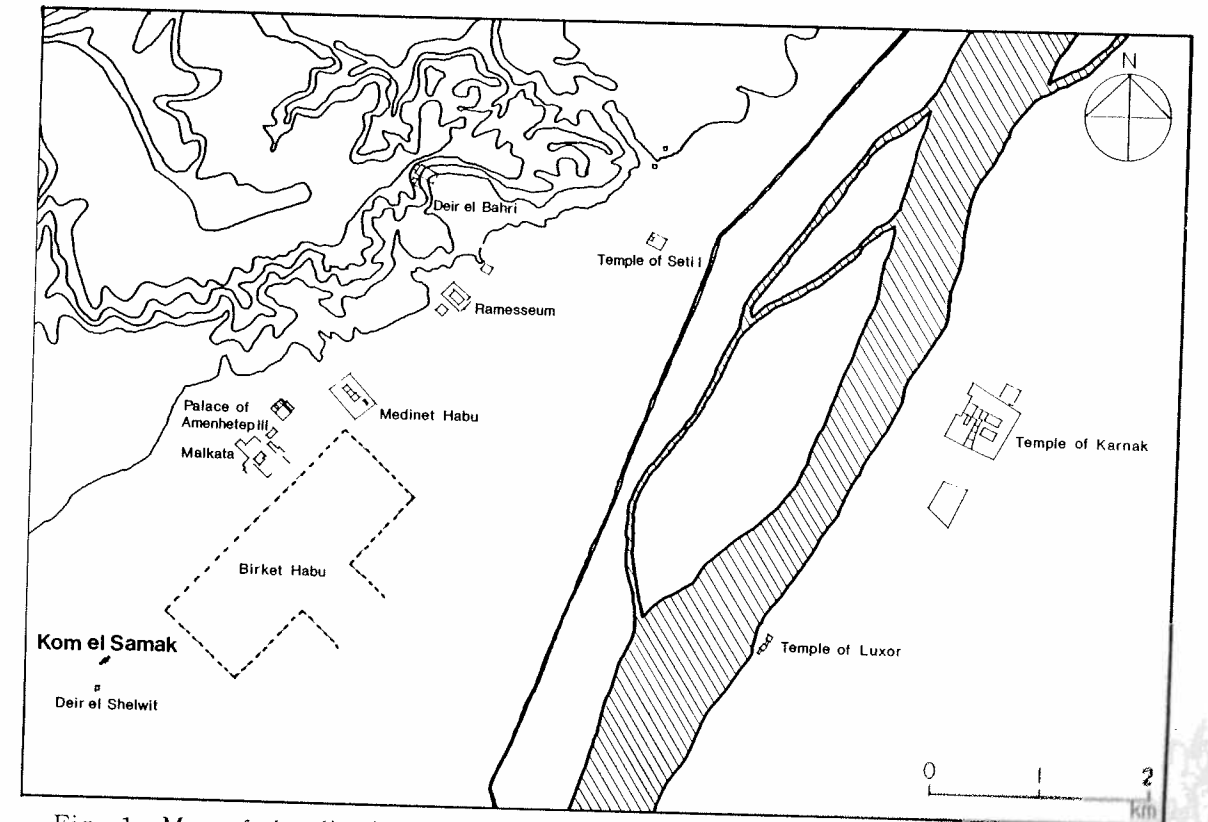 N
Deir el Bahri
Temple of Seti I
Ramesseum
Palace of
Amenhetep III
Medinet Habu
Malkata
Temple of Karnak
Birket Habu
Kom el Samak
Temple of Luxor
Deir el Shelwit
0 1 2
km
Fig. 1 Map of